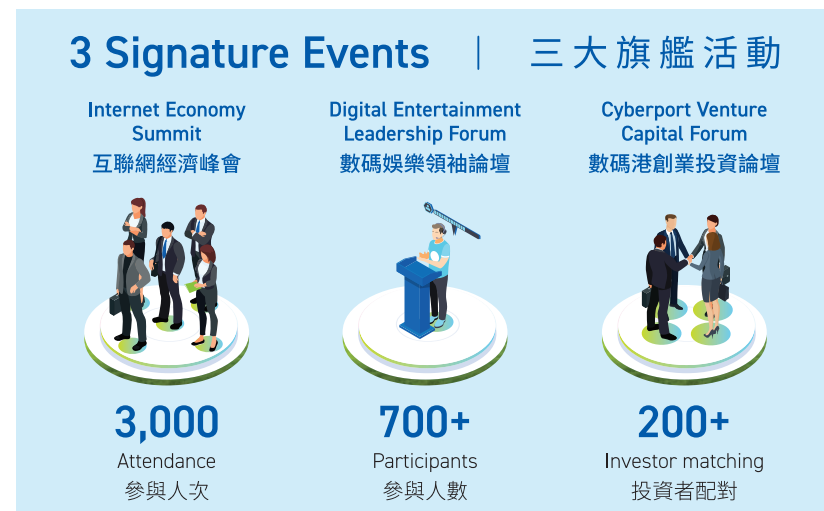 3 Signature Events | 三大旗艦活動
Internet Economy
Summit
互聯網經濟峰會
3,000
Attendance
參與人次
Digital Entertainment
Leadership Forum
數碼娛樂領袖論壇
700+
Participants
參與人數
Cyberport Venture
Capital Forum
數碼港創業投資論壇
200+
Investor matching
投資者配對